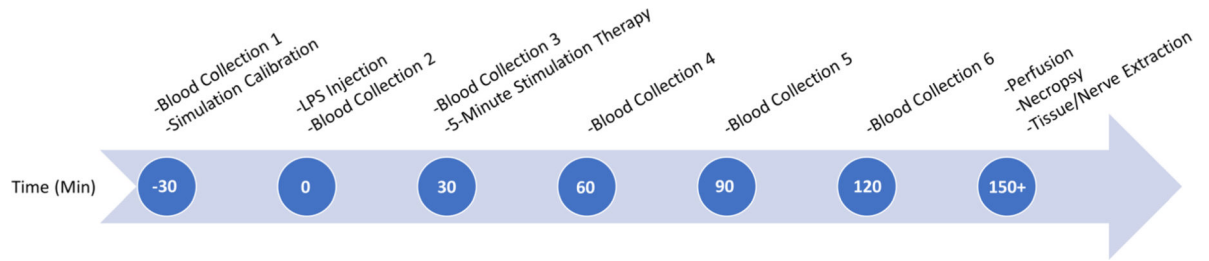 -Blood Collection 1
-Simulation Calibration
-LPS Injection
-Blood Collection 2
-Blood Collection 3
-5-Minute Stimulation Therapy
-Blood Collection 4
-Blood Collection 5
-Blood Collection 6
-Perfusion
-Necropsy
-Tissue/Nerve Extraction
Time (Min)
-30
0
30
60
90
120
150+